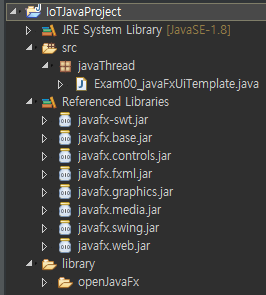 IoTJavaProject
JRE System Library [JavaSE-1.8]
src
javaThread
Exam00_javaFxUiTemplate.java
Referenced Libraries
javafx-swt.jar
javafx.base.jar
javafx.controls.jar
javafx.fxml.jar
javafx.graphics.jar
javafx.media.jar
javafx.swing.jar
javafx.web.jar
library
openJavaFx